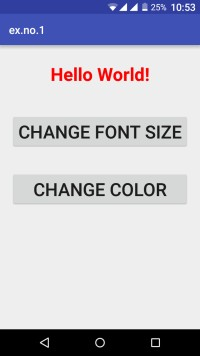 25% 10:53
ex.no.1
Hello World!
CHANGE FONT SIZE
CHANGE COLOR